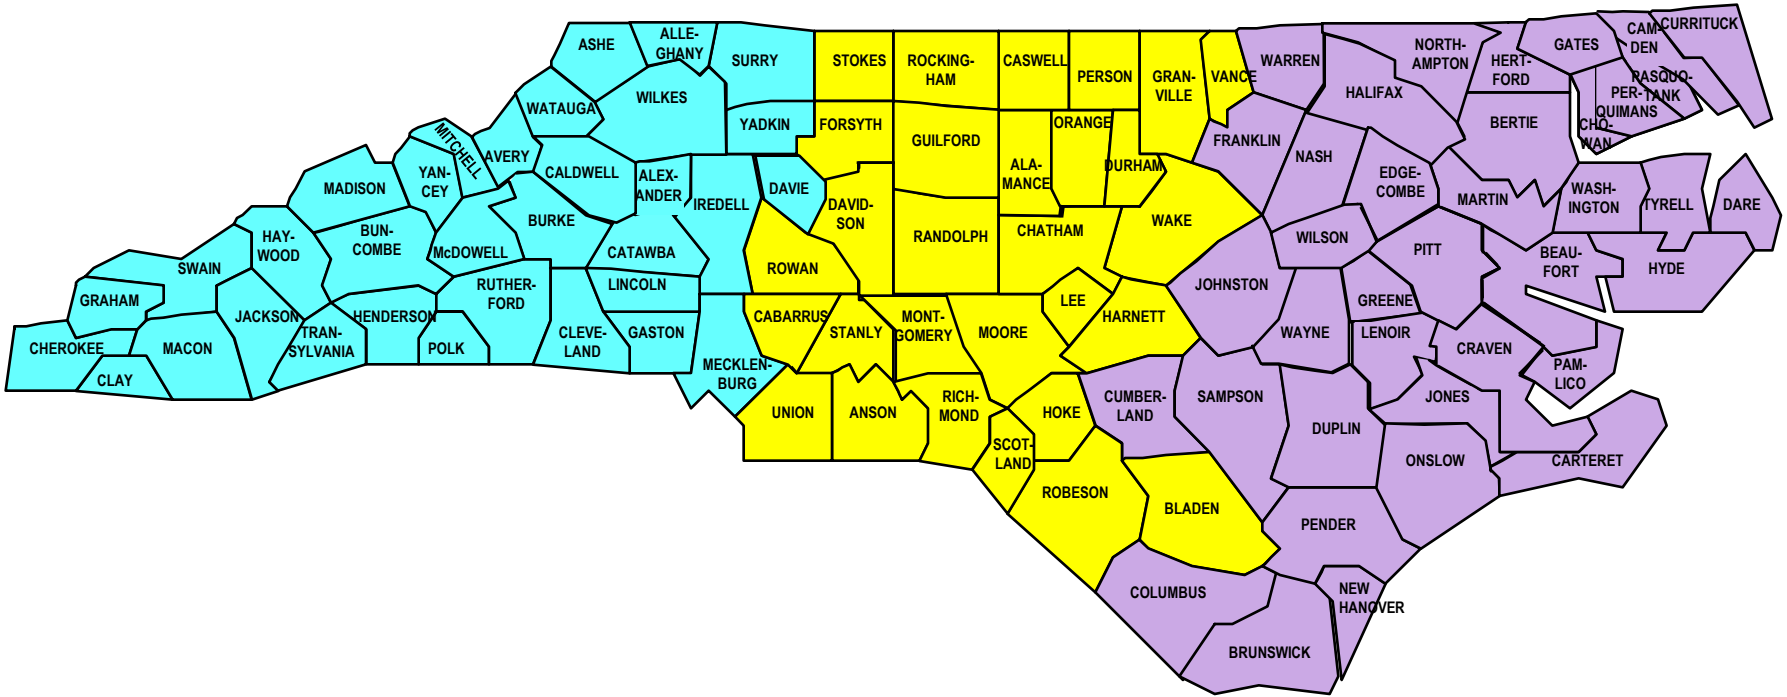 ASHE
ALLE-
GHANY
SURRY
STOKES
ROCKING-
HAM
CASWELL
PERSON
GRAN-
VILLE
VANCE
WARREN
NORTH-
AMPTON
HERT-
FORD
GATES
CAM-
DEN
CURRITUCK
WATAUGA
WILKES
YADKIN
FORSYTH
GUILFORD
ALA-
MANCE
ORANGE
DURHAM
FRANKLIN
HALIFAX
NASH
BERTIE
PASQUO-
TANK
PER-
QUIMANS
CHO-
WAN
MITCHELL
AVERY
CALDWELL
ALEX-
ANDER
IREDELL
DAVIE
DAVID-
SON
EDGE-
COMBE
MARTIN
WASH-
INGTON
TYRELL
DARE
MADISON
YAN-
CEY
BURKE
McDOWELL
CATAWBA
ROWAN
RANDOLPH
CHATHAM
WAKE
WILSON
PITT
BEAU-
FORT
HYDE
SWAIN
HAY-
WOOD
BUN-
COMBE
RUTHER-
FORD
LINCOLN
LEE
JOHNSTON
GREENE
GRAHAM
JACKSON
HENDERSON
CABARRUS
STANLY
MONT-
GOMERY
MOORE
HARNETT
WAYNE
LENOIR
CRAVEN
CHEROKEE
MACON
TRAN-
SYLVANIA
POLK
CLEVE-
LAND
GASTON
MECKLEN-
BURG
PAM-
LICO
CLAY
UNION
ANSON
RICH-
MOND
HOKE
CUMBER-
LAND
SAMPSON
DUPLIN
JONES
SCOT-
LAND
ONSLOW
CARTERET
ROBESON
BLADEN
PENDER
COLUMBUS
NEW
HANOVER
BRUNSWICK